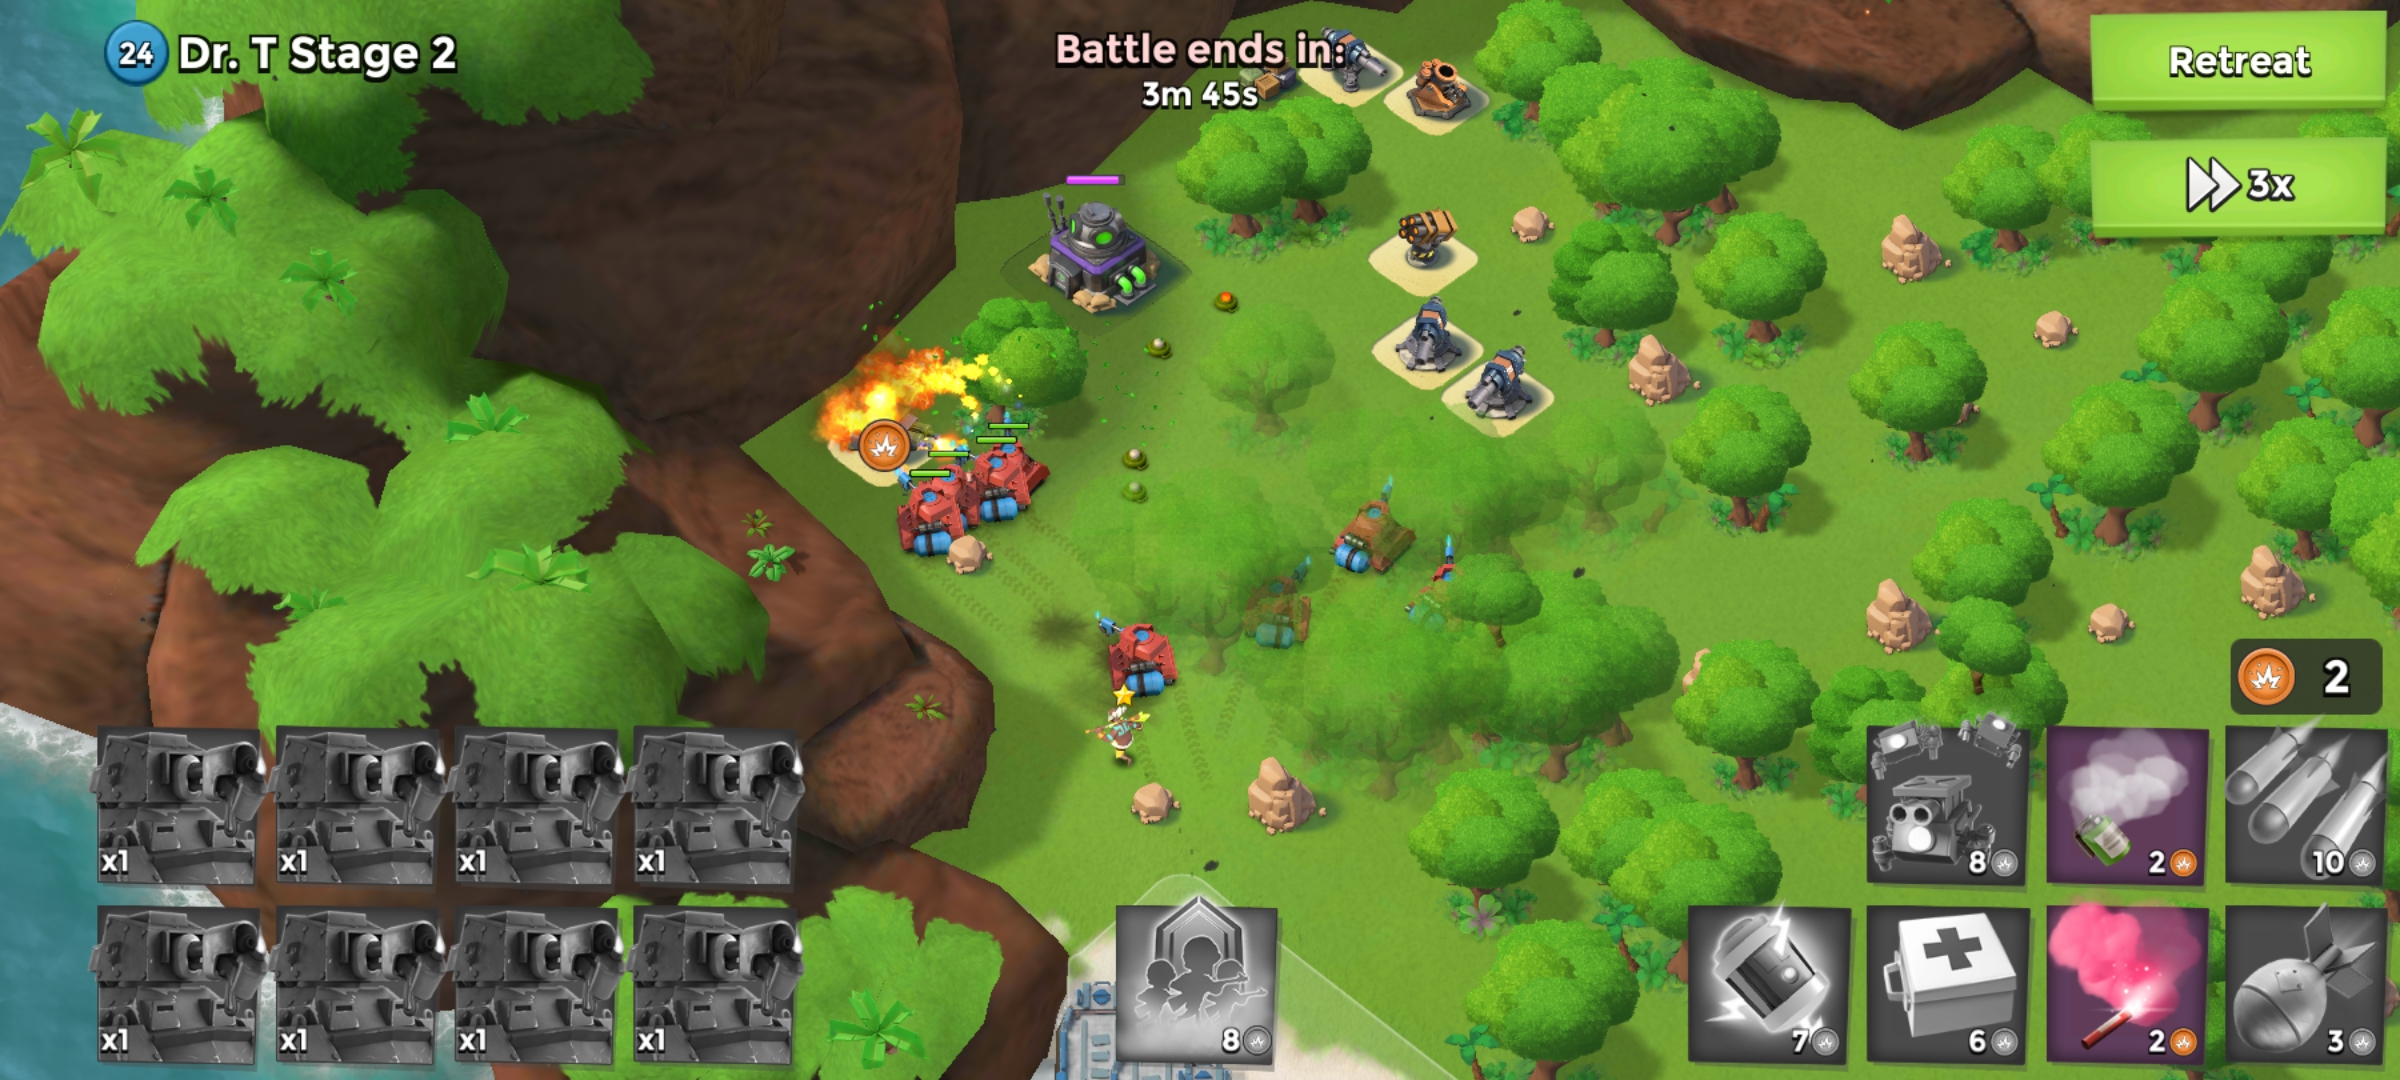 24 Dr. T Stage 2
Battle ends in:
3m 45s
Retreat
3x
2
x1 x1 x1 x1
8 2 10
x1 x1 x1 x1
8 7 6 2 3